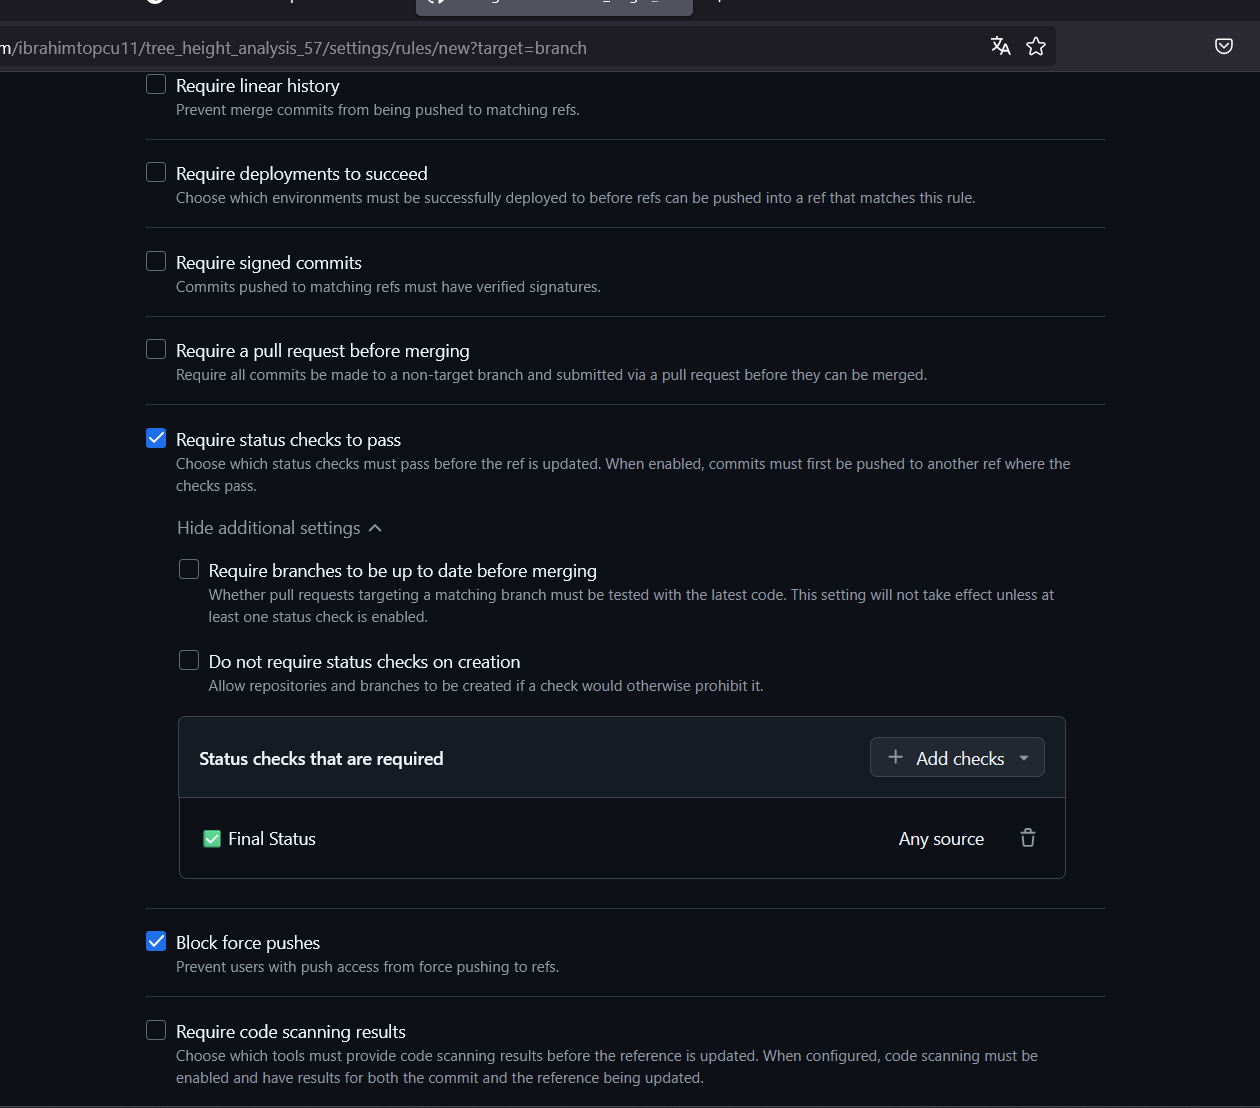 m/ibrahimtopcu11/tree_height_analysis_57/settings/rules/new?target=branch
Require linear history
Prevent merge commits from being pushed to matching refs.
Require deployments to succeed
Choose which environments must be successfully deployed to before refs can be pushed into a ref that matches this rule.
Require signed commits
Commits pushed to matching refs must have verified signatures.
Require a pull request before merging
Require all commits be made to a non-target branch and submitted via a pull request before they can be merged.
Require status checks to pass
Choose which status checks must pass before the ref is updated. When enabled, commits must first be pushed to another ref where the
checks pass.
Hide additional settings
Require branches to be up to date before merging
Whether pull requests targeting a matching branch must be tested with the latest code. This setting will not take effect unless at
least one status check is enabled.
Do not require status checks on creation
Allow repositories and branches to be created if a check would otherwise prohibit it.
Status checks that are required
Add checks
✅ Final Status
Any source
Block force pushes
Prevent users with push access from force pushing to refs.
Require code scanning results
Choose which tools must provide code scanning results before the reference is updated. When configured, code scanning must be
enabled and have results for both the commit and the reference being updated.